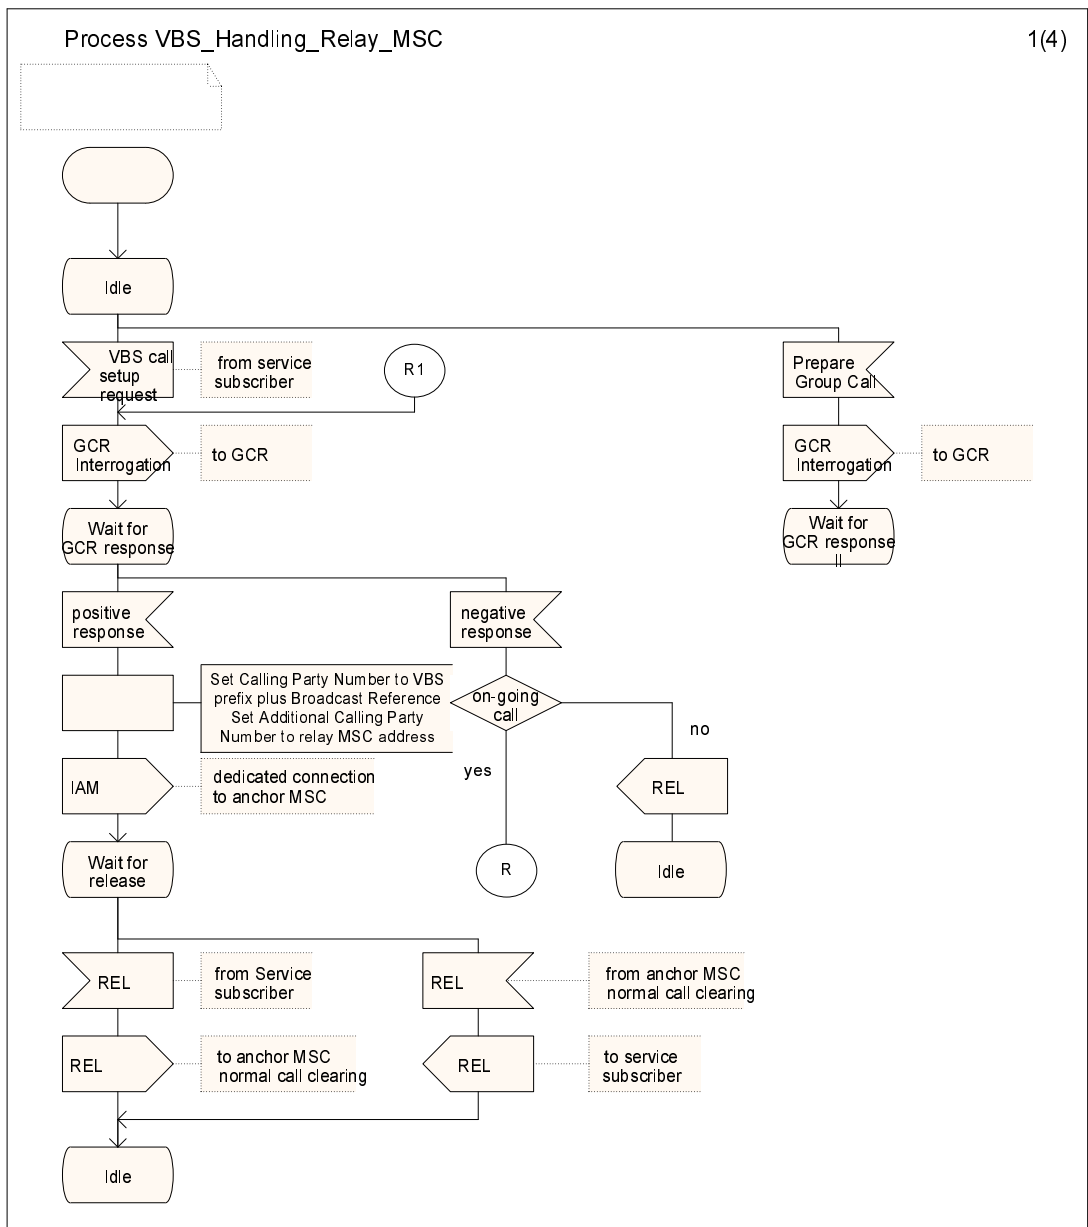 Process VBS_Handling_Relay_MSC
1(4)
Idle
VBS call
setup
request
from service
subscriber
R1
Prepare
Group Call
GCR
Interrogation
to GCR
GCR
Interrogation
to GCR
Wait for
GCR response
Wait for
GCR response
II
positive
response
negative
response
Set Calling Party Number to VBS
prefix plus Broadcast Reference
Set Additional Calling Party
Number to relay MSC address
on-going
call
no
yes
IAM
dedicated connection
to anchor MSC
REL
Wait for
release
R
Idle
REL
from Service
subscriber
REL
from anchor MSC
normal call clearing
REL
to anchor MSC
normal call clearing
REL
to service
subscriber
Idle